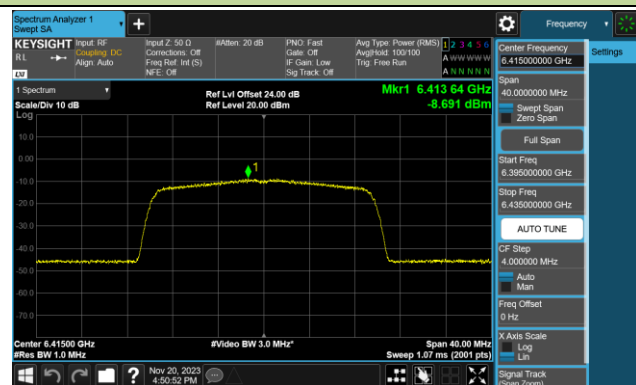 Spectrum Analyzer 1
Swept SA
Frequency
KEYSIGHT
RL
LXI
Input: RF
Coupling: DC
Align: Auto
Input Z: 50 Ω
Corrections: Off
Freq Ref: Int (S)
NFE: Off
#Atten: 20 dB
PNO: Fast
Gate: Off
IF Gain: Low
Sig Track: Off
Avg Type: Power (RMS)
Avg|Hold: 100/100
Trig: Free Run
1 2 3 4 5 6
A W W W W W
A N N N N N
1 Spectrum
Scale/Div 10 dB
Log
Ref Lvl Offset 24.00 dB
Ref Level 20.00 dBm
Mkr1 6.413 64 GHz
-8.691 dBm
10.0
0.00
-10.0
-20.0
-30.0
-40.0
-50.0
-60.0
-70.0
1
Center 6.41500 GHz
#Res BW 1.0 MHz
#Video BW 3.0 MHz*
Span 40.00 MHz
Sweep 1.07 ms (2001 pts)
Nov 20, 2023
4:50:52 PM
Center Frequency
6.415000000 GHz
Settings
Span
40.0000000 MHz
Swept Span
Zero Span
Full Span
Start Freq
6.395000000 GHz
Stop Freq
6.435000000 GHz
AUTO TUNE
CF Step
4.000000 MHz
Auto
Man
Freq Offset
0 Hz
X Axis Scale
Log
Lin
Signal Track
(Span Zoom)